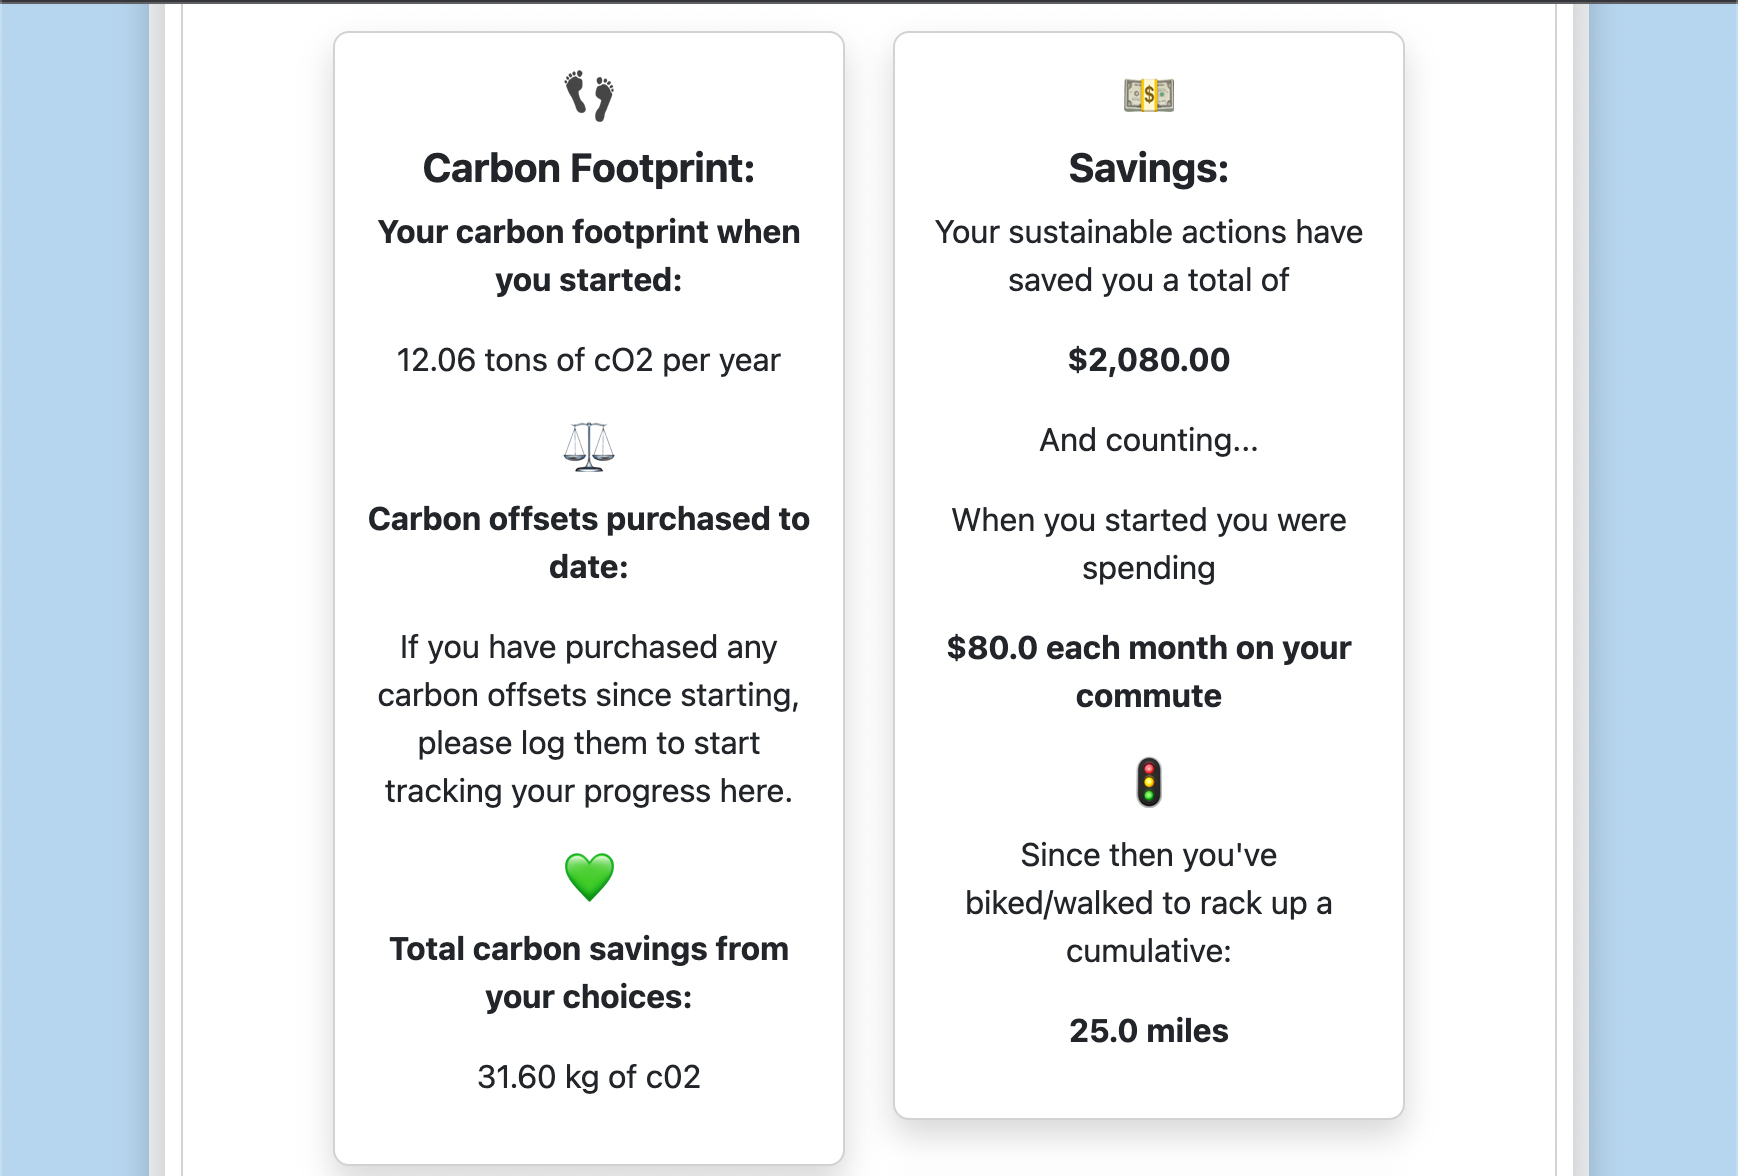 Carbon Footprint:
Your carbon footprint when
you started:
12.06 tons of cO2 per year
Carbon offsets purchased to
date:
If you have purchased any
carbon offsets since starting,
please log them to start
tracking your progress here.
Total carbon savings from
your choices:
31.60 kg of c02
Savings:
Your sustainable actions have
saved you a total of
$2,080.00
And counting...
When you started you were
spending
$80.0 each month on your
commute
Since then you've
biked/walked to rack up a
cumulative:
25.0 miles